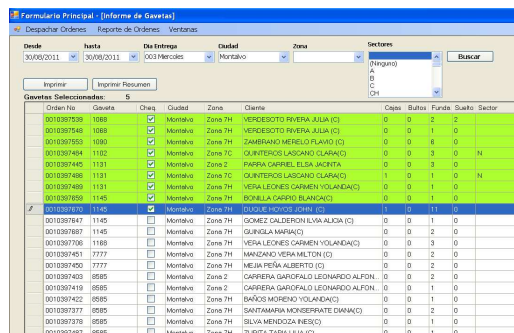 Formulario Principal - [Informe de Gavetas]
Despachar Ordenes Reporte de Ordenes Ventanas
Desde hasta Dia Entrega Ciudad Zona Sectores
30/08/2011 30/08/2011 003 Miercoles Montalvo Buscar
(Ninguno)
A
B
C
CH
Imprimir Imprimir Resumen
Gavetas Seleccionadas: 5
Orden No Gaveta Cheq Ciudad Zona Cliente Cajas Bultos Funda Suelto Sector
0010397539 1068 Montalvo Zona 7H VERDESOTO RIVERA JULIA (C) 0 0 2 2
0010397548 1068 Montalvo Zona 7H VERDESOTO RIVERA JULIA (C) 0 0 1 0
0010397553 1090 Montalvo Zona 7H ZAMBRANO MERELO FLAVIO (C) 0 0 6 0
0010397484 1102 Montalvo Zona 7C QUINTEROS LASCANO CLARA(C) 0 0 3 0 N
0010397445 1131 Montalvo Zona 2 PARRA CARRIEL ELSA JACINTA 0 0 3 0
0010397486 1131 Montalvo Zona 7C QUINTEROS LASCANO CLARA(C) 1 0 1 0 N
0010397489 1131 Montalvo Zona 7H VERA LEONES CARMEN YOLANDA(C) 0 0 1 0
0010397659 1145 Montalvo Zona 7H BONILLA CARPIO BLANCA(C) 0 0 1 0
0010397670 1145 Montalvo Zona 7H DUQUE HOYOS JOHN (C) 1 0 11 0
0010397647 1145 Montalvo Zona 7H GOMEZ CALDERON ILVIA ALICIA (C) 0 0 1 0
0010397687 1145 Montalvo Zona 7H GUINGLA MARIA(C) 0 0 2 0
0010397706 1168 Montalvo Zona 7H VERA LEONES CARMEN YOLANDA(C) 0 0 3 0
0010397451 7777 Montalvo Zona 7H MANZANO VERA MILTON (C) 0 0 2 0
0010397450 7777 Montalvo Zona 7H MEJIA PEÑA ALBERTO (C) 0 0 2 0
0010397403 8585 Montalvo Zona 2 CARRERA GAROFALO LEONARDO ALFON... 0 0 2 0
0010397419 8585 Montalvo Zona 2 CARRERA GAROFALO LEONARDO ALFON... 0 0 1 0
0010397422 8585 Montalvo Zona 7H BAÑOS MORENO YOLANDA(C) 0 0 1 0
0010397377 8585 Montalvo Zona 7H SANTAMARIA MONSERRATE DIANA(C) 0 0 2 0
0010397378 8585 Montalvo Zona 7H SILVA MENDOZA INES(C) 0 0 1 0
0010397487 8585 Montalvo Zona 7H